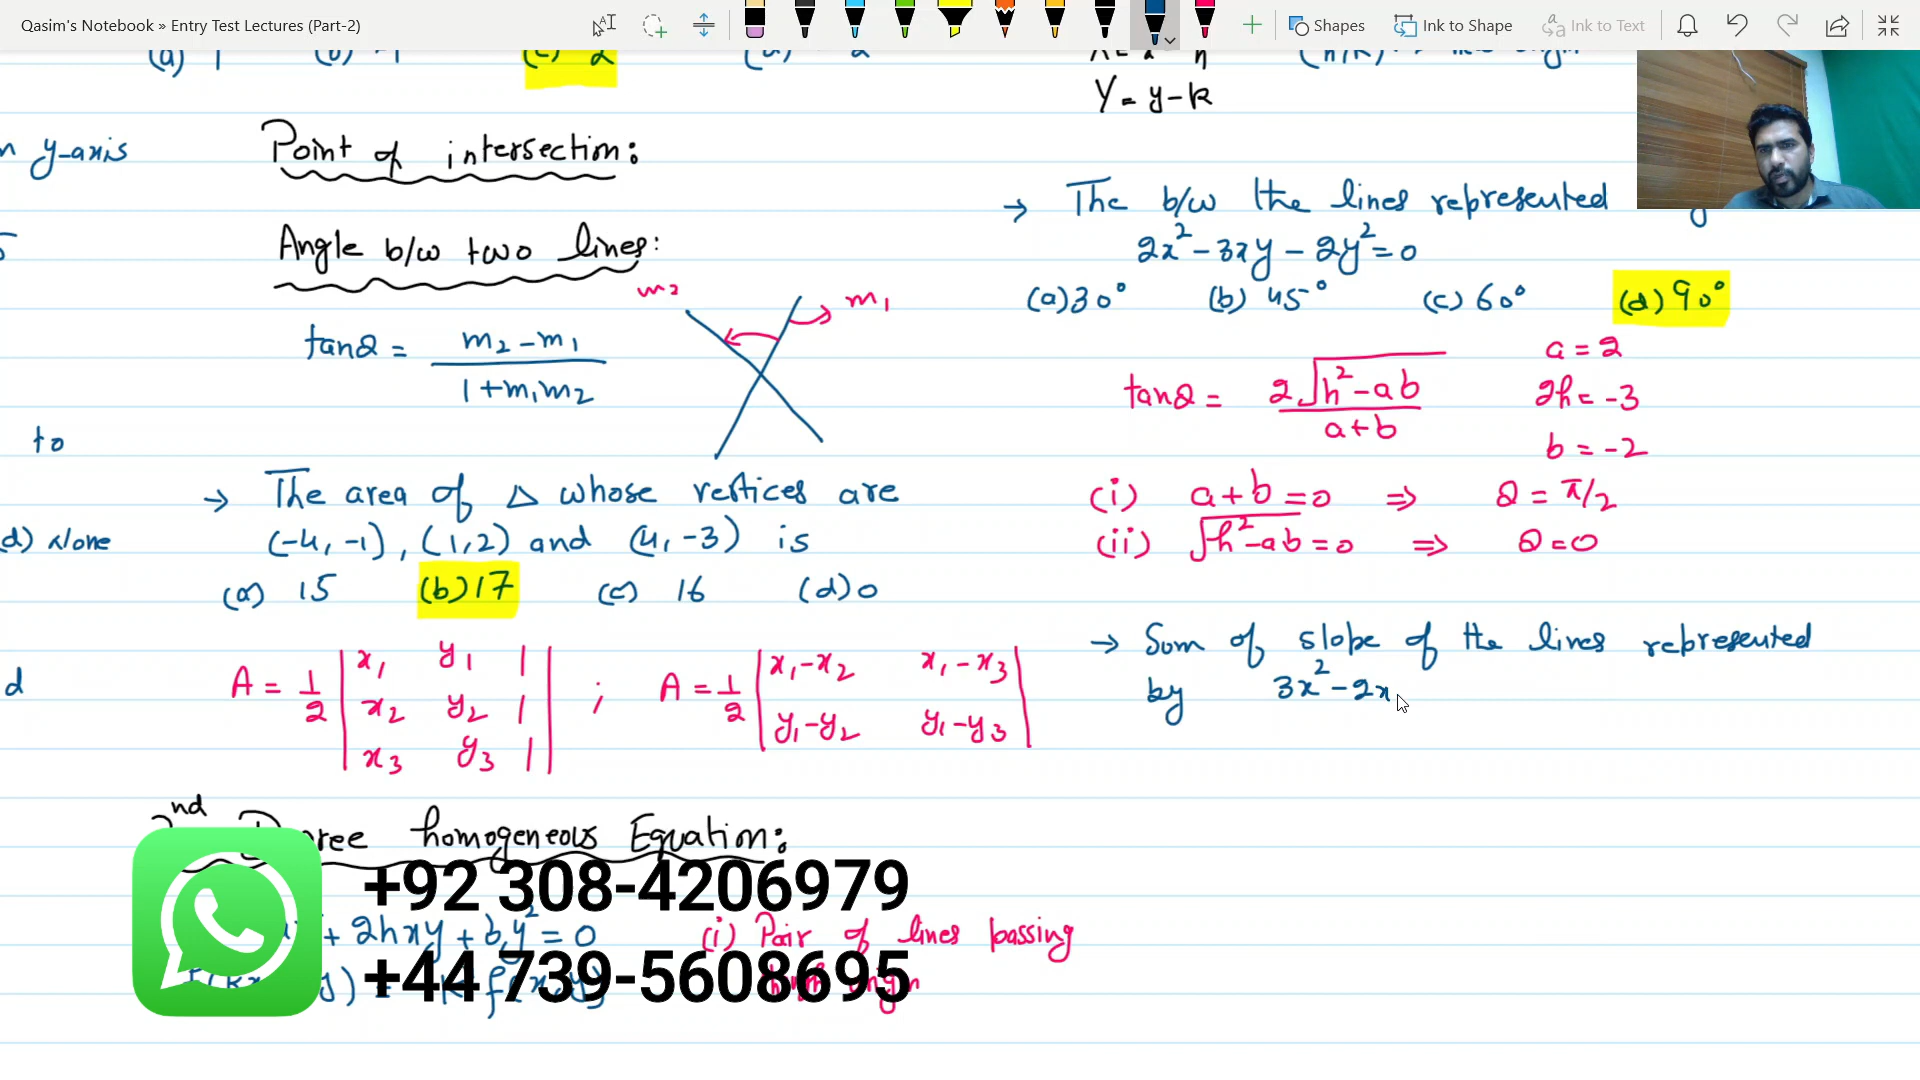 Qasim's Notebook » Entry Test Lectures (Part-2)
Shapes
Ink to Shape
Ink to Text
(a) 1
(c) 2
Y = y-k
y-axis
Point of intersection:
Angle b/w two lines:
tanθ = m₂-m₁ / 1+m₁m₂
m₂
m₁
to
d) None
→ The area of △ whose vertices are
(-4, -1), (1,2) and (4, -3) is
(a) 15 (b) 17 (c) 16 (d) 0
A = 1/2 | x₁ y₁ 1 | ; A = 1/2 | x₁-x₂ x₁-x₃ |
| x₂ y₂ 1 | | y₁-y₂ y₁-y₃ |
| x₃ y₃ 1 |
d
2nd Degree homogeneous Equation:
+ 2hxy + by² = 0
(i) Pair of lines passing
+92 308-4206979
+44 739-5608695
→ The b/w the lines represented
2x² - 3xy - 2y² = 0
(a) 30° (b) 45° (c) 60° (d) 90°
tanθ = 2√h²-ab / a+b
a = 2
2h = -3
b = -2
(i) a+b = 0 ⇒ θ = π/2
(ii) √h²-ab = 0 ⇒ θ = 0
→ Sum of slope of the lines represented
by 3x² - 2x